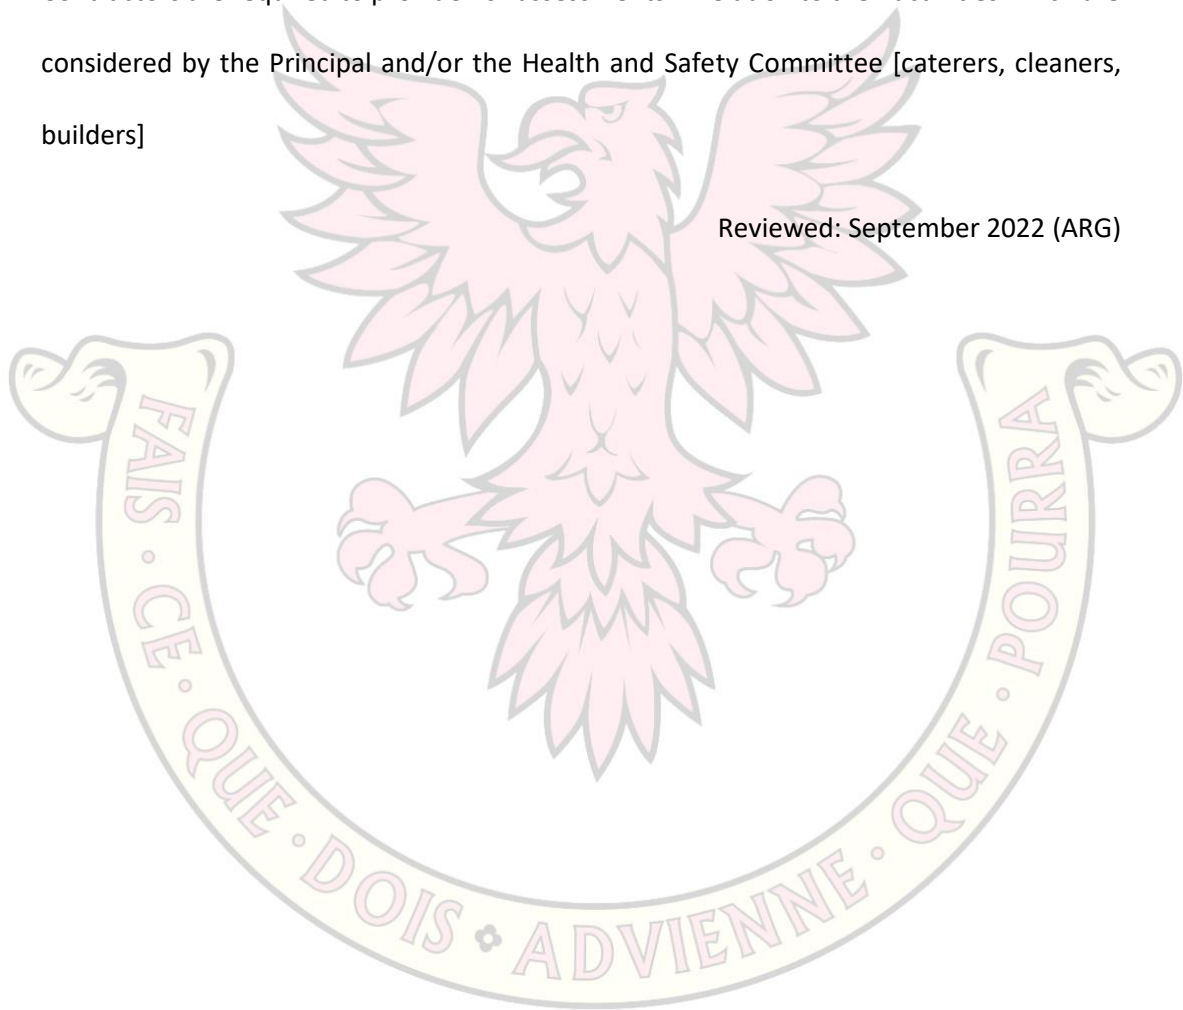 considered by the Principal and/or the Health and Safety Committee [caterers, cleaners,
builders]
Reviewed: September 2022 (ARG)
FAIS · CE · QUE · DOIS · ADVIENNE · QUE · POURRA